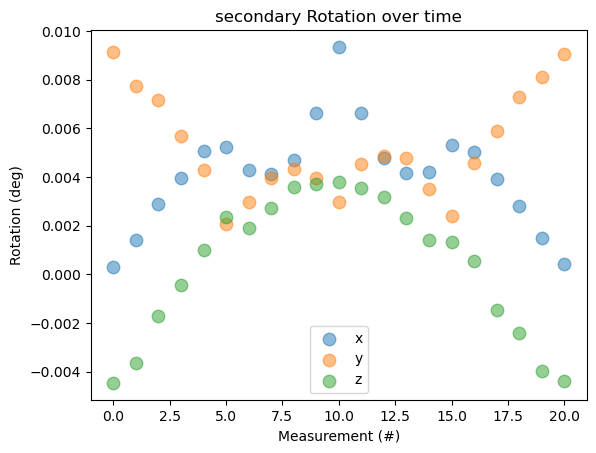 secondary Rotation over time
Rotation (deg)
0.010
0.008
0.006
0.004
0.002
0.000
−0.002
−0.004
x
y
z
0.0 2.5 5.0 7.5 10.0 12.5 15.0 17.5 20.0
Measurement (#)